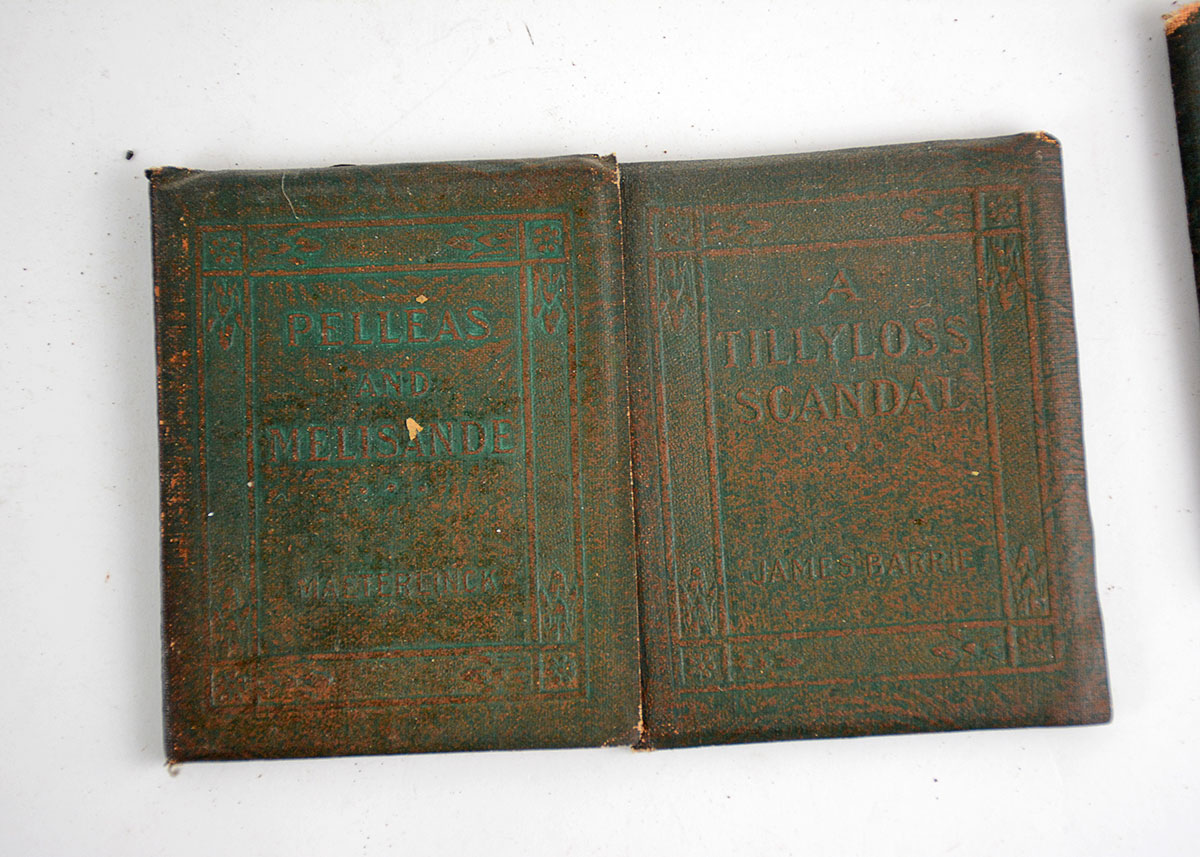 PELLEAS
AND
MELISANDE
MAETERLINCK
A
TILLYLOSS
SCANDAL
JAMES BARRIE